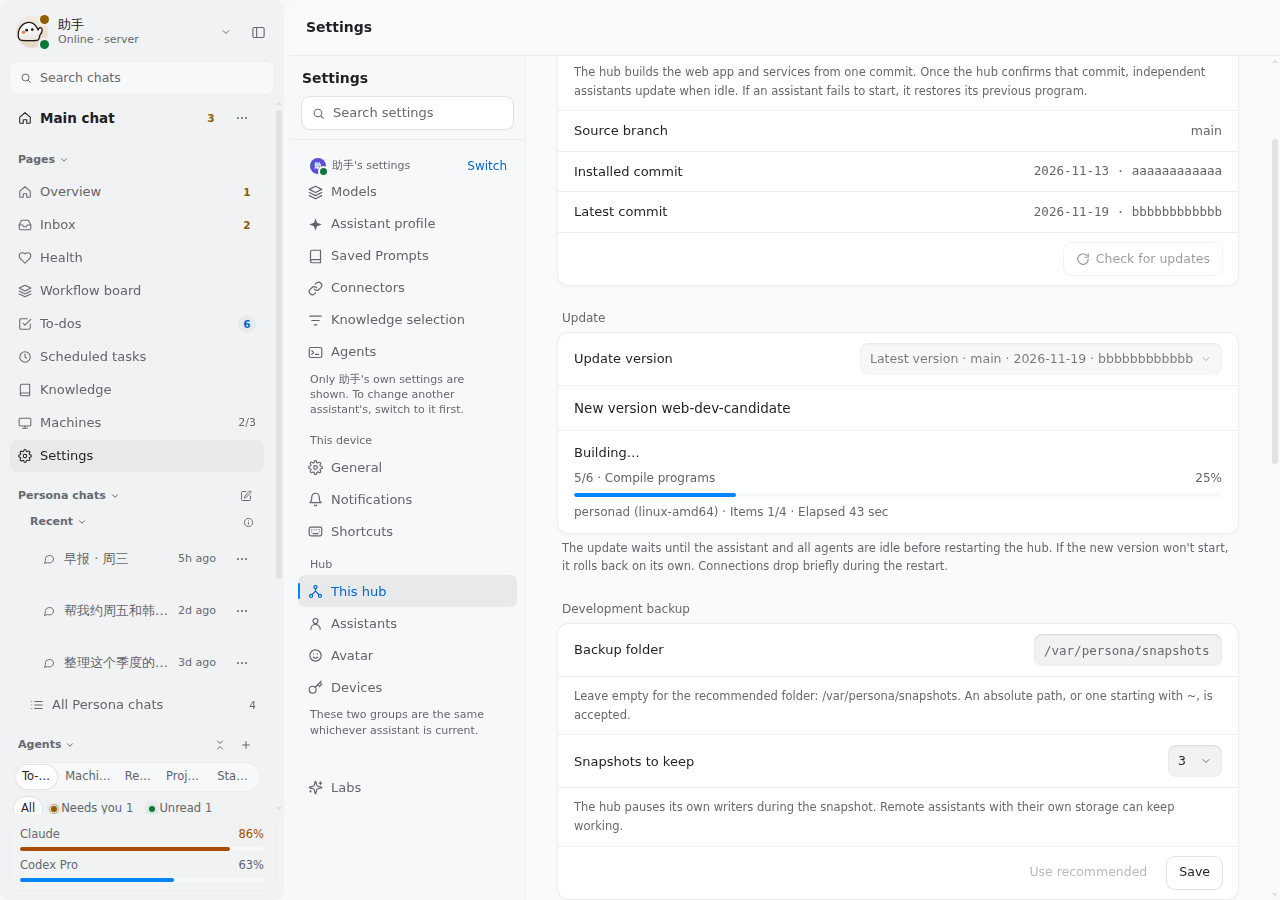 助手
Online · server
Search chats
Main chat
3
Pages
Overview
1
Inbox
2
Health
Workflow board
To-dos
6
Scheduled tasks
Knowledge
Machines
2/3
Settings
Persona chats
Recent
早报 · 周三
5h ago
帮我约周五和韩…
2d ago
整理这个季度的…
3d ago
All Persona chats
4
Agents
To-…
Machi…
Re…
Proj…
Sta…
All
Needs you 1
Unread 1
Claude
86%
Codex Pro
63%
Settings
Settings
Search settings
助手's settings
Switch
Models
Assistant profile
Saved Prompts
Connectors
Knowledge selection
Agents
Only 助手's own settings are
shown. To change another
assistant's, switch to it first.
This device
General
Notifications
Shortcuts
Hub
This hub
Assistants
Avatar
Devices
These two groups are the same
whichever assistant is current.
Labs
The hub builds the web app and services from one commit. Once the hub confirms that commit, independent
assistants update when idle. If an assistant fails to start, it restores its previous program.
Source branch
main
Installed commit
2026-11-13 · aaaaaaaaaaaa
Latest commit
2026-11-19 · bbbbbbbbbbbb
Check for updates
Update
Update version
Latest version · main · 2026-11-19 · bbbbbbbbbbbb
New version web-dev-candidate
Building…
5/6 · Compile programs
25%
personad (linux-amd64) · Items 1/4 · Elapsed 43 sec
The update waits until the assistant and all agents are idle before restarting the hub. If the new version won't start,
it rolls back on its own. Connections drop briefly during the restart.
Development backup
Backup folder
/var/persona/snapshots
Leave empty for the recommended folder: /var/persona/snapshots. An absolute path, or one starting with ~, is
accepted.
Snapshots to keep
3
The hub pauses its own writers during the snapshot. Remote assistants with their own storage can keep
working.
Use recommended
Save